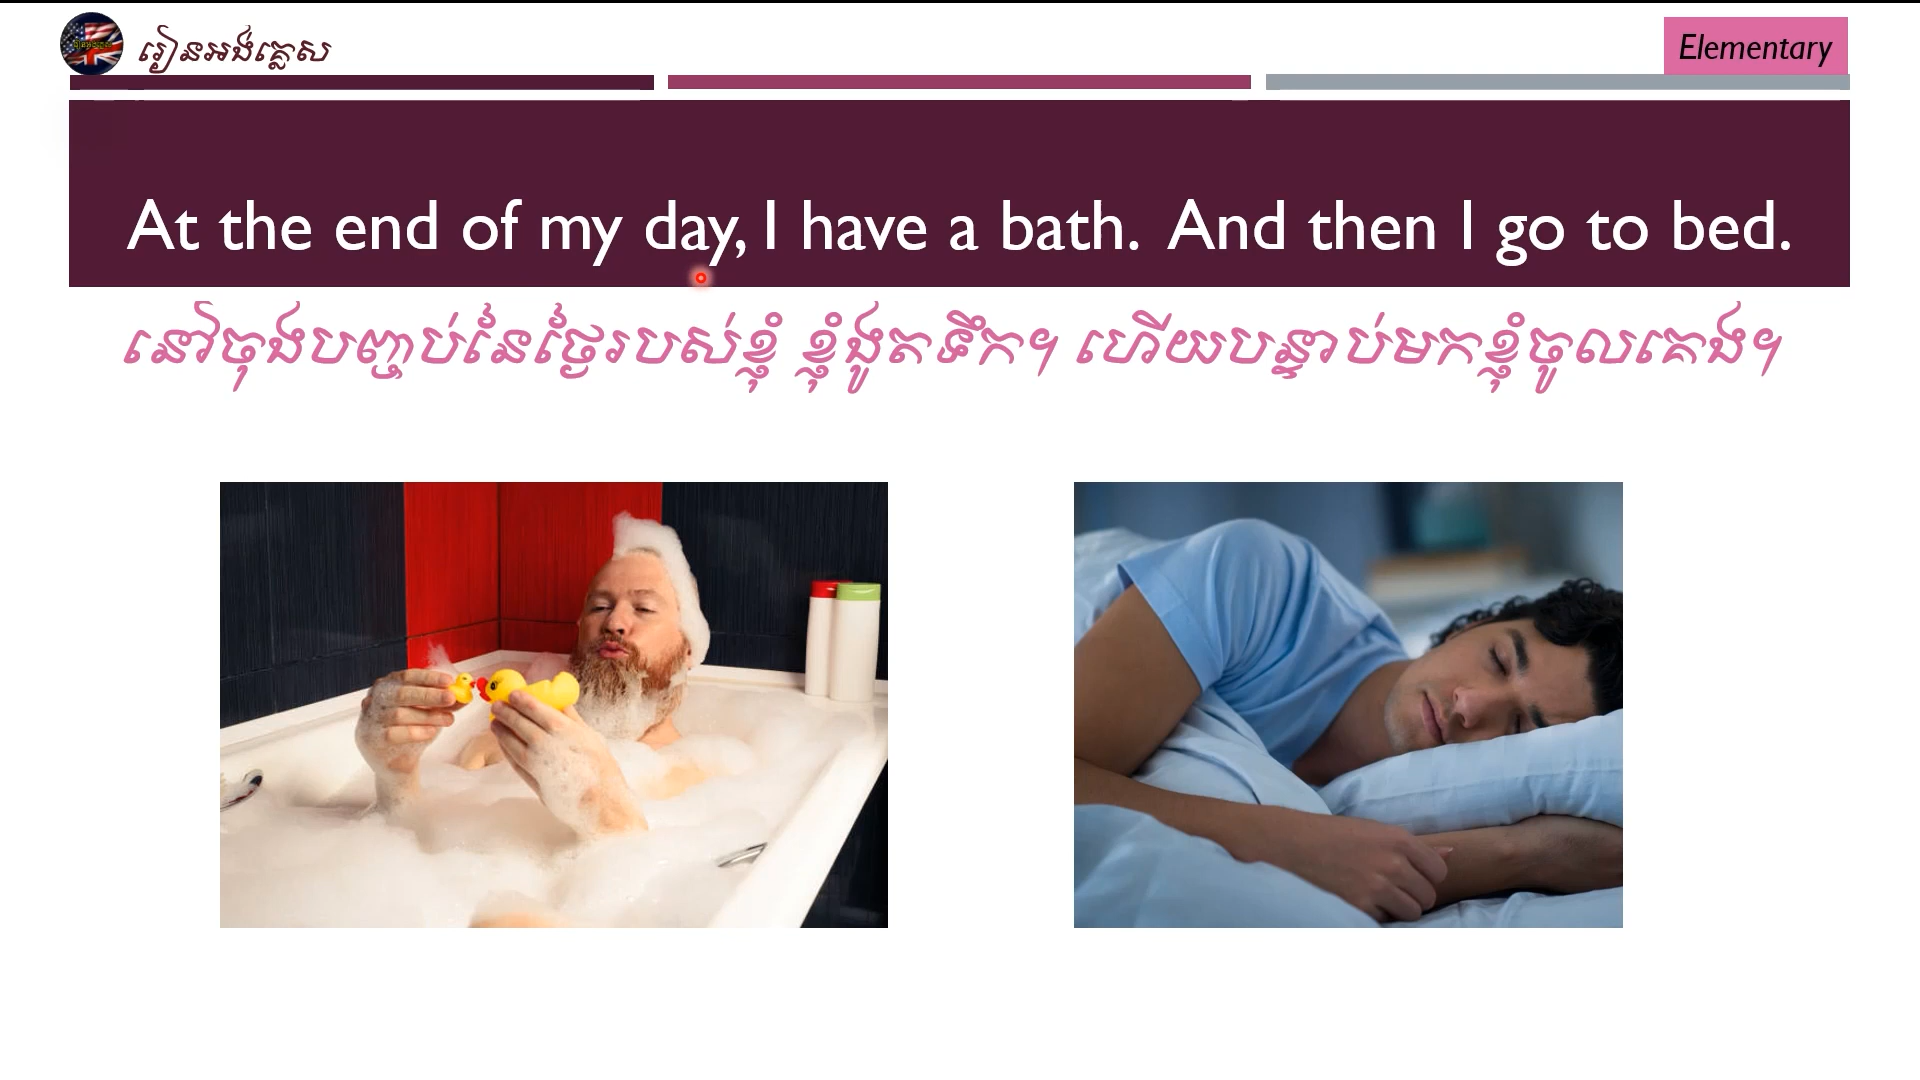 រៀនអង់គ្លេស
Elementary
At the end of my day, I have a bath. And then I go to bed.
នៅចុងបញ្ចប់នៃថ្ងៃរបស់ខ្ញុំ ខ្ញុំងូតទឹក។ ហើយបន្ទាប់មកខ្ញុំចូលគេង។